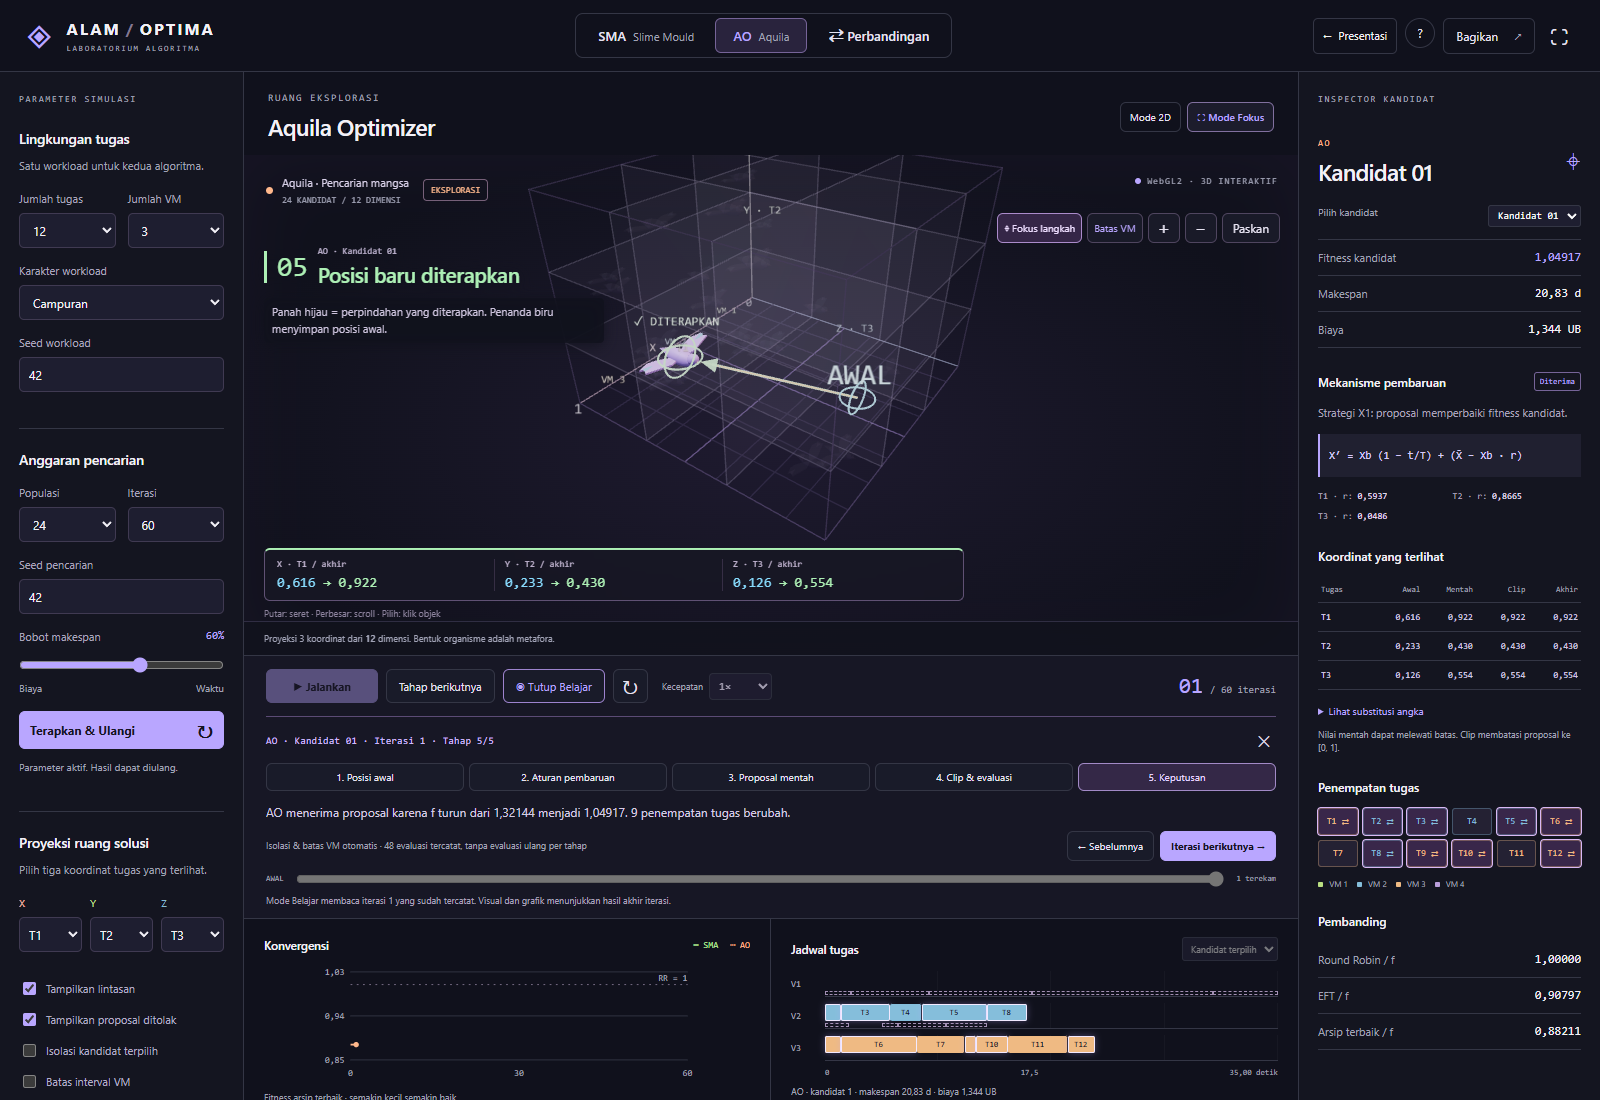 ALAM / OPTIMA
LABORATORIUM ALGORITMA
SMA Slime Mould
AO Aquila
⇄ Perbandingan
← Presentasi
?
Bagikan ↗
PARAMETER SIMULASI
Lingkungan tugas
Satu workload untuk kedua algoritma.
Jumlah tugas Jumlah VM
12 3
Karakter workload
Campuran
Seed workload
42
Anggaran pencarian
Populasi Iterasi
24 60
Seed pencarian
42
Bobot makespan 60%
Biaya Waktu
Terapkan & Ulangi ↻
Parameter aktif. Hasil dapat diulang.
Proyeksi ruang solusi
Pilih tiga koordinat tugas yang terlihat.
X Y Z
T1 T2 T3
Tampilkan lintasan
Tampilkan proposal ditolak
Isolasi kandidat terpilih
Batas interval VM
RUANG EKSPLORASI
Aquila Optimizer
Mode 2D
Mode Fokus
Aquila · Pencarian mangsa
24 KANDIDAT / 12 DIMENSI
EKSPLORASI
WebGL2 · 3D INTERAKTIF
Fokus langkah
Batas VM
+
−
Paskan
AO · Kandidat 01
05 Posisi baru diterapkan
Panah hijau = perpindahan yang diterapkan. Penanda biru
menyimpan posisi awal.
Y · T2
0
VM 1
✓ DITERAPKAN
Z · T3
X
VM 3
1
AWAL
X · T1 / akhir
0,616 → 0,922
Y · T2 / akhir
0,233 → 0,430
Z · T3 / akhir
0,126 → 0,554
Putar: seret · Perbesar: scroll · Pilih: klik objek
Proyeksi 3 koordinat dari 12 dimensi. Bentuk organisme adalah metafora.
▶ Jalankan
Tahap berikutnya
◉ Tutup Belajar
↻
Kecepatan
1×
01 / 60 iterasi
AO · Kandidat 01 · Iterasi 1 · Tahap 5/5
1. Posisi awal
2. Aturan pembaruan
3. Proposal mentah
4. Clip & evaluasi
5. Keputusan
AO menerima proposal karena f turun dari 1,32144 menjadi 1,04917. 9 penempatan tugas berubah.
Isolasi & batas VM otomatis · 48 evaluasi tercatat, tanpa evaluasi ulang per tahap
← Sebelumnya
Iterasi berikutnya →
AWAL
1 terekam
Mode Belajar membaca iterasi 1 yang sudah tercatat. Visual dan grafik menunjukkan hasil akhir iterasi.
Konvergensi
SMA AO
1,03
RR = 1
0,94
0,85
0 30 60
Fitness arsip terbaik · semakin kecil semakin baik
Jadwal tugas
Kandidat terpilih
V1
V2
T3 T4 T5 T8
V3
T6 T7 T10 T11 T12
0 17,5 35,00 detik
AO · kandidat 1 · makespan 20,83 d · biaya 1,344 UB
INSPECTOR KANDIDAT
AO
Kandidat 01
Pilih kandidat
Kandidat 01
Fitness kandidat 1,04917
Makespan 20,83 d
Biaya 1,344 UB
Mekanisme pembaruan
Diterima
Strategi X1: proposal memperbaiki fitness kandidat.
X′ = Xb (1 − t/T) + (X̄ − Xb · r)
T1 · r: 0,5937 T2 · r: 0,8665
T3 · r: 0,0486
Koordinat yang terlihat
Tugas Awal Mentah Clip Akhir
T1 0,616 0,922 0,922 0,922
T2 0,233 0,430 0,430 0,430
T3 0,126 0,554 0,554 0,554
▶ Lihat substitusi angka
Nilai mentah dapat melewati batas. Clip membatasi proposal ke
[0, 1].
Penempatan tugas
T1 ⇄ T2 ⇄ T3 ⇄ T4 T5 ⇄ T6 ⇄
T7 T8 ⇄ T9 ⇄ T10 ⇄ T11 T12 ⇄
VM 1 VM 2 VM 3 VM 4
Pembanding
Round Robin / f 1,00000
EFT / f 0,90797
Arsip terbaik / f 0,88211